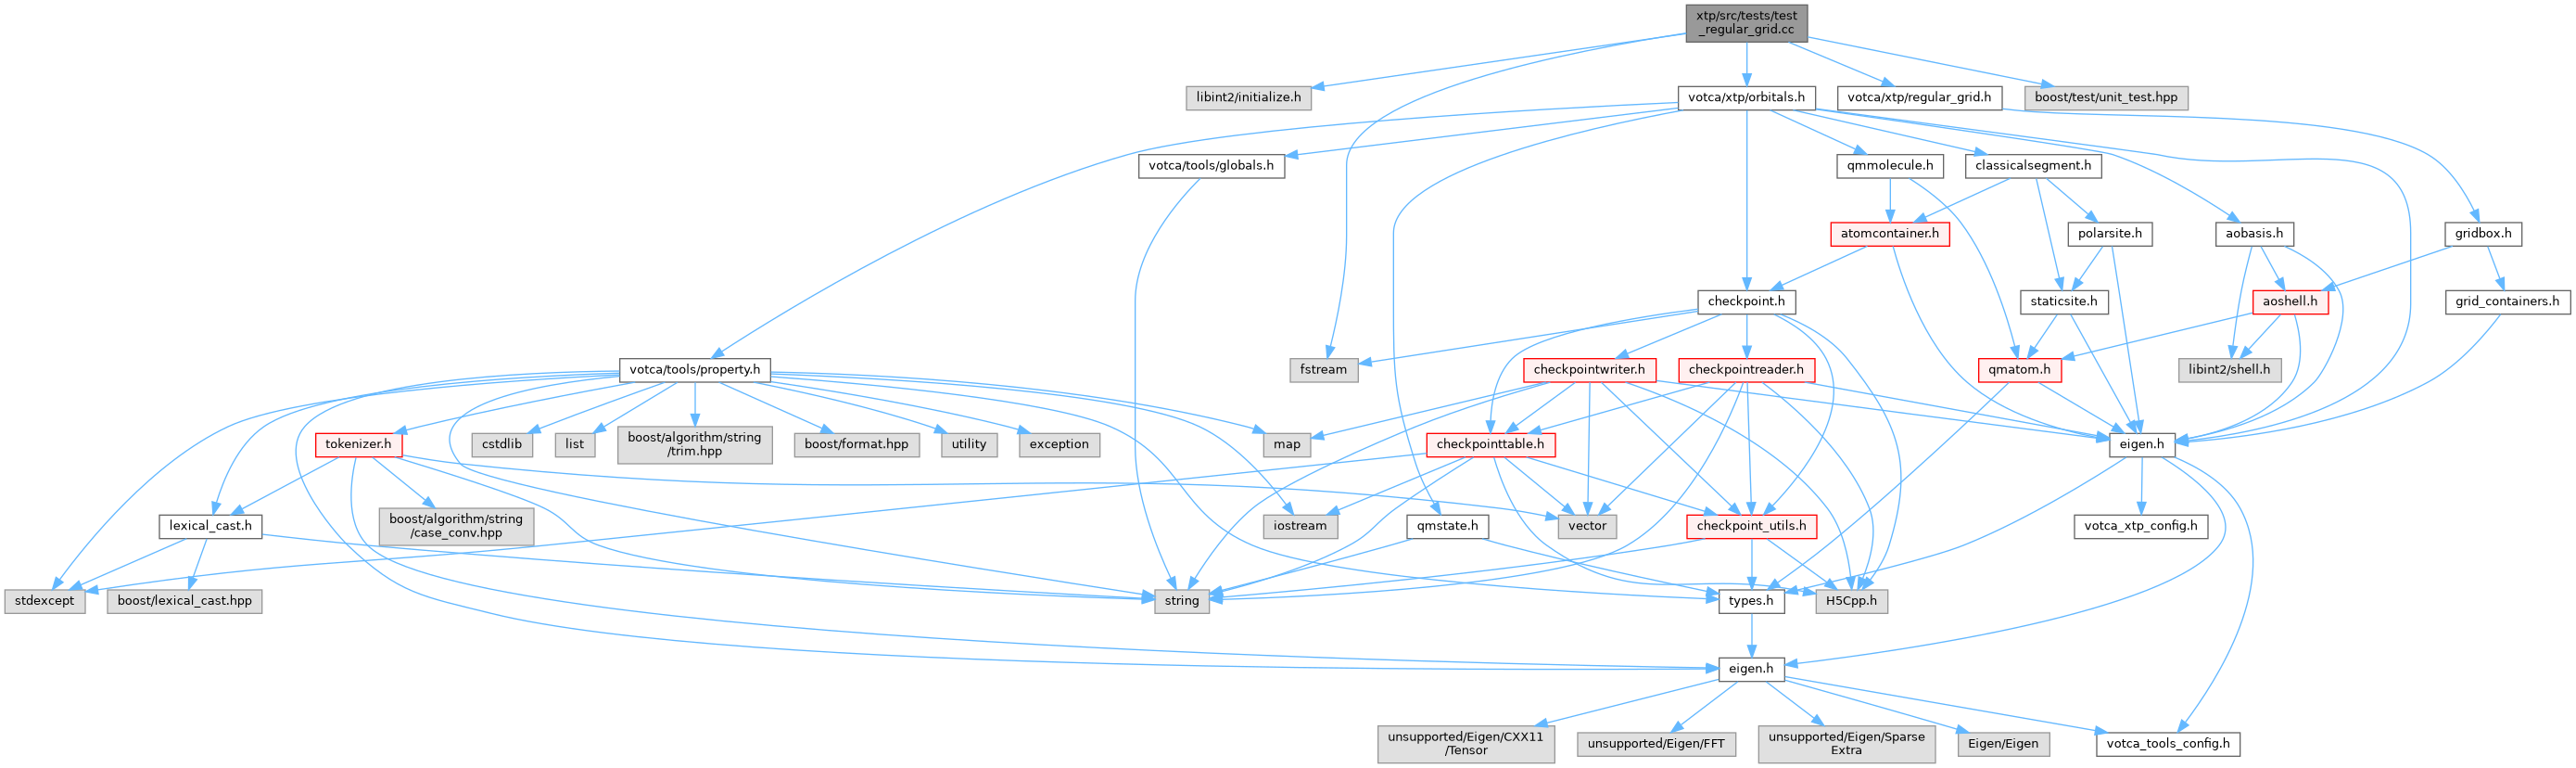 xtp/src/tests/test
_regular_grid.cc
libint2/initialize.h
votca/xtp/orbitals.h
votca/xtp/regular_grid.h
boost/test/unit_test.hpp
votca/tools/globals.h
qmmolecule.h
classicalsegment.h
atomcontainer.h
polarsite.h
aobasis.h
gridbox.h
checkpoint.h
staticsite.h
aoshell.h
grid_containers.h
votca/tools/property.h
fstream
checkpointwriter.h
checkpointreader.h
qmatom.h
libint2/shell.h
tokenizer.h
cstdlib
list
boost/algorithm/string
/trim.hpp
boost/format.hpp
utility
exception
map
checkpointtable.h
eigen.h
lexical_cast.h
boost/algorithm/string
/case_conv.hpp
iostream
qmstate.h
vector
checkpoint_utils.h
votca_xtp_config.h
stdexcept
boost/lexical_cast.hpp
string
types.h
H5Cpp.h
eigen.h
unsupported/Eigen/CXX11
/Tensor
unsupported/Eigen/FFT
unsupported/Eigen/Sparse
Extra
Eigen/Eigen
votca_tools_config.h